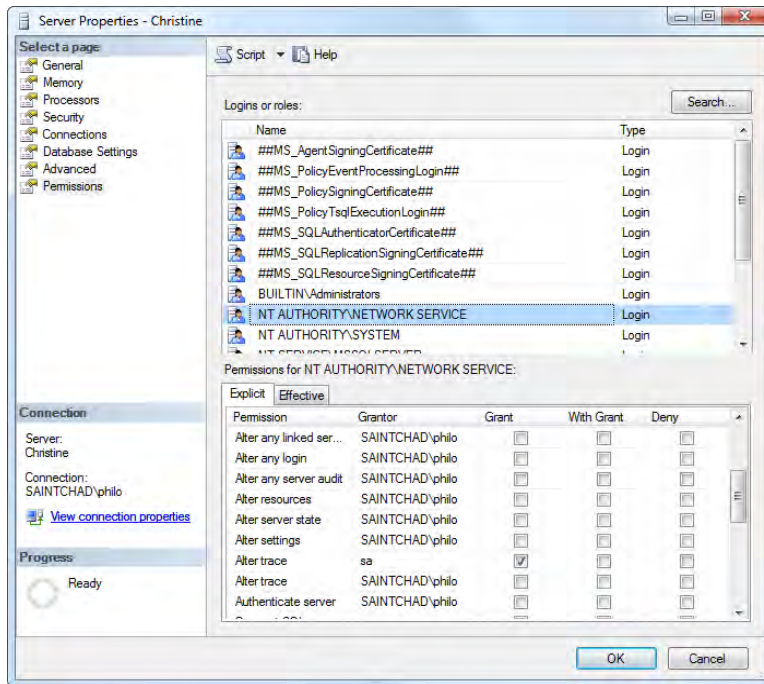 Server Properties - Christine
Select a page
General
Memory
Processors
Security
Connections
Database Settings
Advanced
Permissions
Script Help
Logins or roles:
Search...
Name Type
##MS_AgentSigningCertificate## Login
##MS_PolicyEventProcessingLogin## Login
##MS_PolicySigningCertificate## Login
##MS_PolicyTsqlExecutionLogin## Login
##MS_SQLAuthenticatorCertificate## Login
##MS_SQLReplicationSigningCertificate## Login
##MS_SQLResourceSigningCertificate## Login
BUILTIN\Administrators Login
NT AUTHORITY\NETWORK SERVICE Login
NT AUTHORITY\SYSTEM Login
NT SERVICE\MSSQLSERVER
Permissions for NT AUTHORITY\NETWORK SERVICE:
Explicit Effective
Permission Grantor Grant With Grant Deny
Alter any linked ser... SAINTCHAD\philo
Alter any login SAINTCHAD\philo
Alter any server audit SAINTCHAD\philo
Alter resources SAINTCHAD\philo
Alter server state SAINTCHAD\philo
Alter settings SAINTCHAD\philo
Alter trace sa
Alter trace SAINTCHAD\philo
Authenticate server SAINTCHAD\philo
Connection
Server:
Christine
Connection:
SAINTCHAD\philo
View connection properties
Progress
Ready
OK Cancel